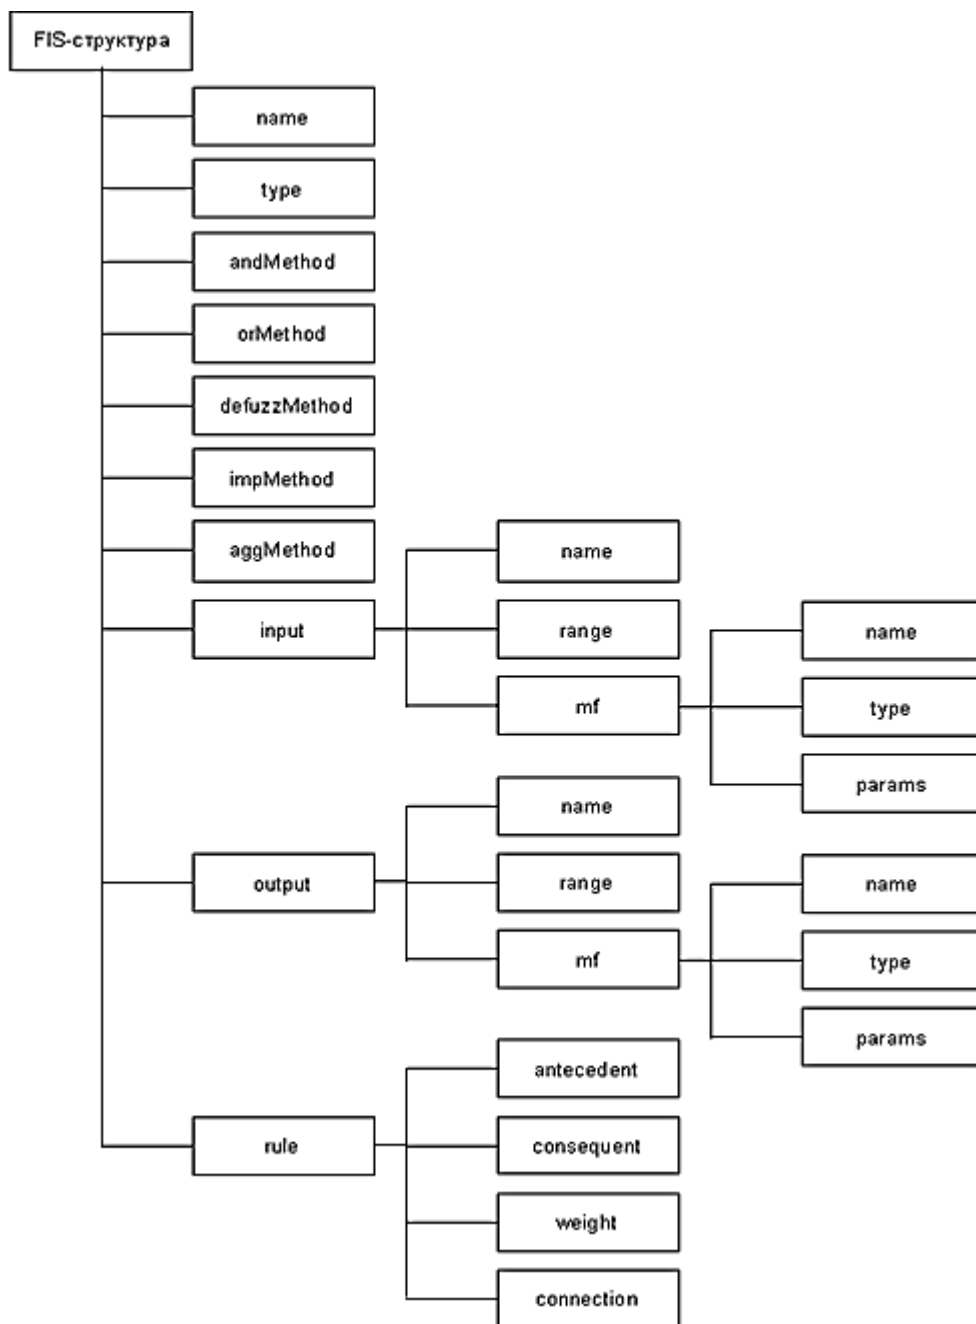 FIS-структура
name
type
andMethod
orMethod
defuzzMethod
impMethod
aggMethod
input
name
range
mf
name
type
params
output
name
range
mf
name
type
params
rule
antecedent
consequent
weight
connection